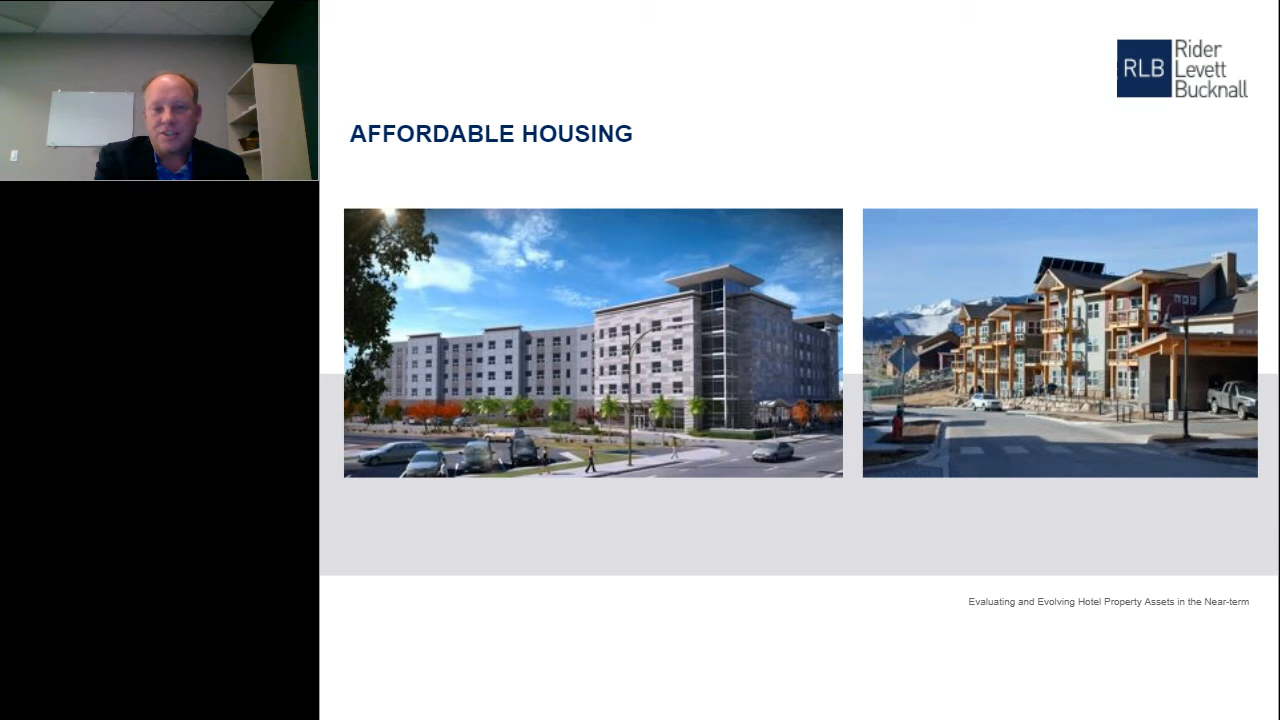 RLB
Rider
Levett
Bucknall
AFFORDABLE HOUSING
Evaluating and Evolving Hotel Property Assets in the Near-term